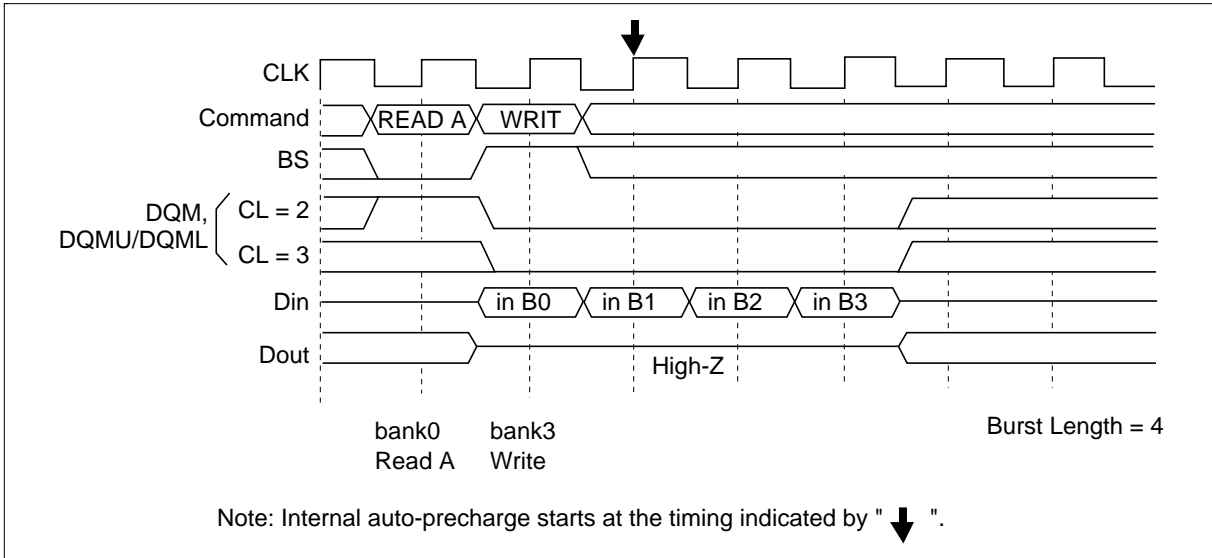 CLK
Command READ A WRIT
BS
DQM, CL = 2
DQMU/DQML
CL = 3
Din in B0 in B1 in B2 in B3
Dout High-Z
bank0 bank3 Burst Length = 4
Read A Write
Note: Internal auto-precharge starts at the timing indicated by " ".